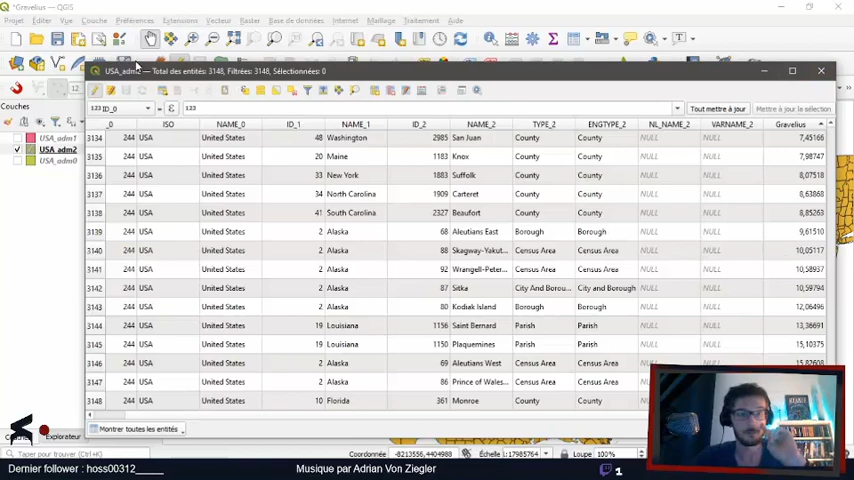 *Gravelius — QGIS
Projet Éditer Vue Couche Préférences Extensions Vecteur Raster Base de données Internet Maillage Traitement Aide
USA_adm2 — Total des entités: 3148, Filtrées: 3148, Sélectionnées: 0
Couches
123 ID_0 = ε 123 Tout mettre à jour Mettre à jour la sélection
USA_adm1
USA_adm2
USA_adm0
_0 ISO NAME_0 ID_1 NAME_1 ID_2 NAME_2 TYPE_2 ENGTYPE_2 NL_NAME_2 VARNAME_2 Gravelius
3134 244 USA United States 48 Washington 2985 San Juan County County NULL NULL 7,45166
3135 244 USA United States 20 Maine 1183 Knox County County NULL NULL 7,98747
3136 244 USA United States 33 New York 1883 Suffolk County County NULL NULL 8,07518
3137 244 USA United States 34 North Carolina 1903 Carteret County County NULL NULL 8,63868
3138 244 USA United States 41 South Carolina 2327 Beaufort County County NULL NULL 8,85263
3139 244 USA United States 2 Alaska 68 Aleutians East Borough Borough NULL NULL 9,61510
3140 244 USA United States 2 Alaska 88 Skagway-Yakut... Census Area Census Area NULL NULL 10,05117
3141 244 USA United States 2 Alaska 92 Wrangell-Peter... Census Area Census Area NULL NULL 10,58937
3142 244 USA United States 2 Alaska 87 Sitka City And Borou... City and Borough NULL NULL 10,59794
3143 244 USA United States 2 Alaska 80 Kodiak Island Borough Borough NULL NULL 12,06496
3144 244 USA United States 19 Louisiana 1156 Saint Bernard Parish Parish NULL NULL 13,36691
3145 244 USA United States 19 Louisiana 1150 Plaquemines Parish Parish NULL NULL 15,10375
3146 244 USA United States 2 Alaska 69 Aleutians West Census Area Census Area NULL NULL 15,82608
3147 244 USA United States 2 Alaska 86 Prince of Wales... Census Area Census Area
3148 244 USA United States 10 Florida 361 Monroe County County
Montrer toutes les entités
Explorateur
Taper pour trouver (Ctrl+K) Coordonnée -8213556, 4404988 Échelle 1:17985764 Loupe 100%
Dernier follower : hoss00312_____ Musique par Adrian Von Ziegler 1